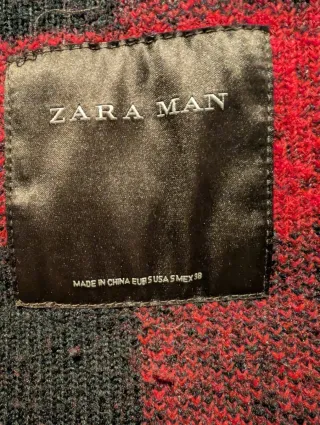 ZARA MAN
MADE IN CHINA EUR S USA S MEX 38